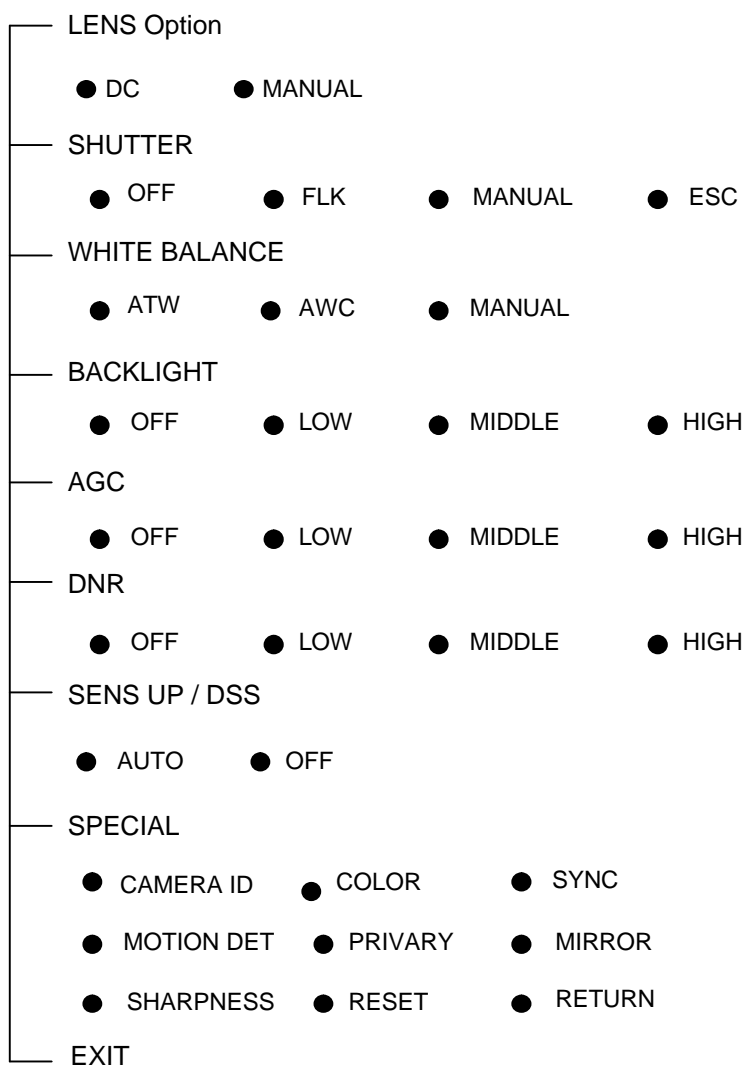 LENS Option
DC MANUAL
SHUTTER
OFF FLK MANUAL ESC
WHITE BALANCE
ATW AWC MANUAL
BACKLIGHT
OFF LOW MIDDLE HIGH
AGC
OFF LOW MIDDLE HIGH
DNR
OFF LOW MIDDLE HIGH
SENS UP / DSS
AUTO OFF
SPECIAL
CAMERA ID COLOR SYNC
MOTION DET PRIVARY MIRROR
SHARPNESS RESET RETURN
EXIT